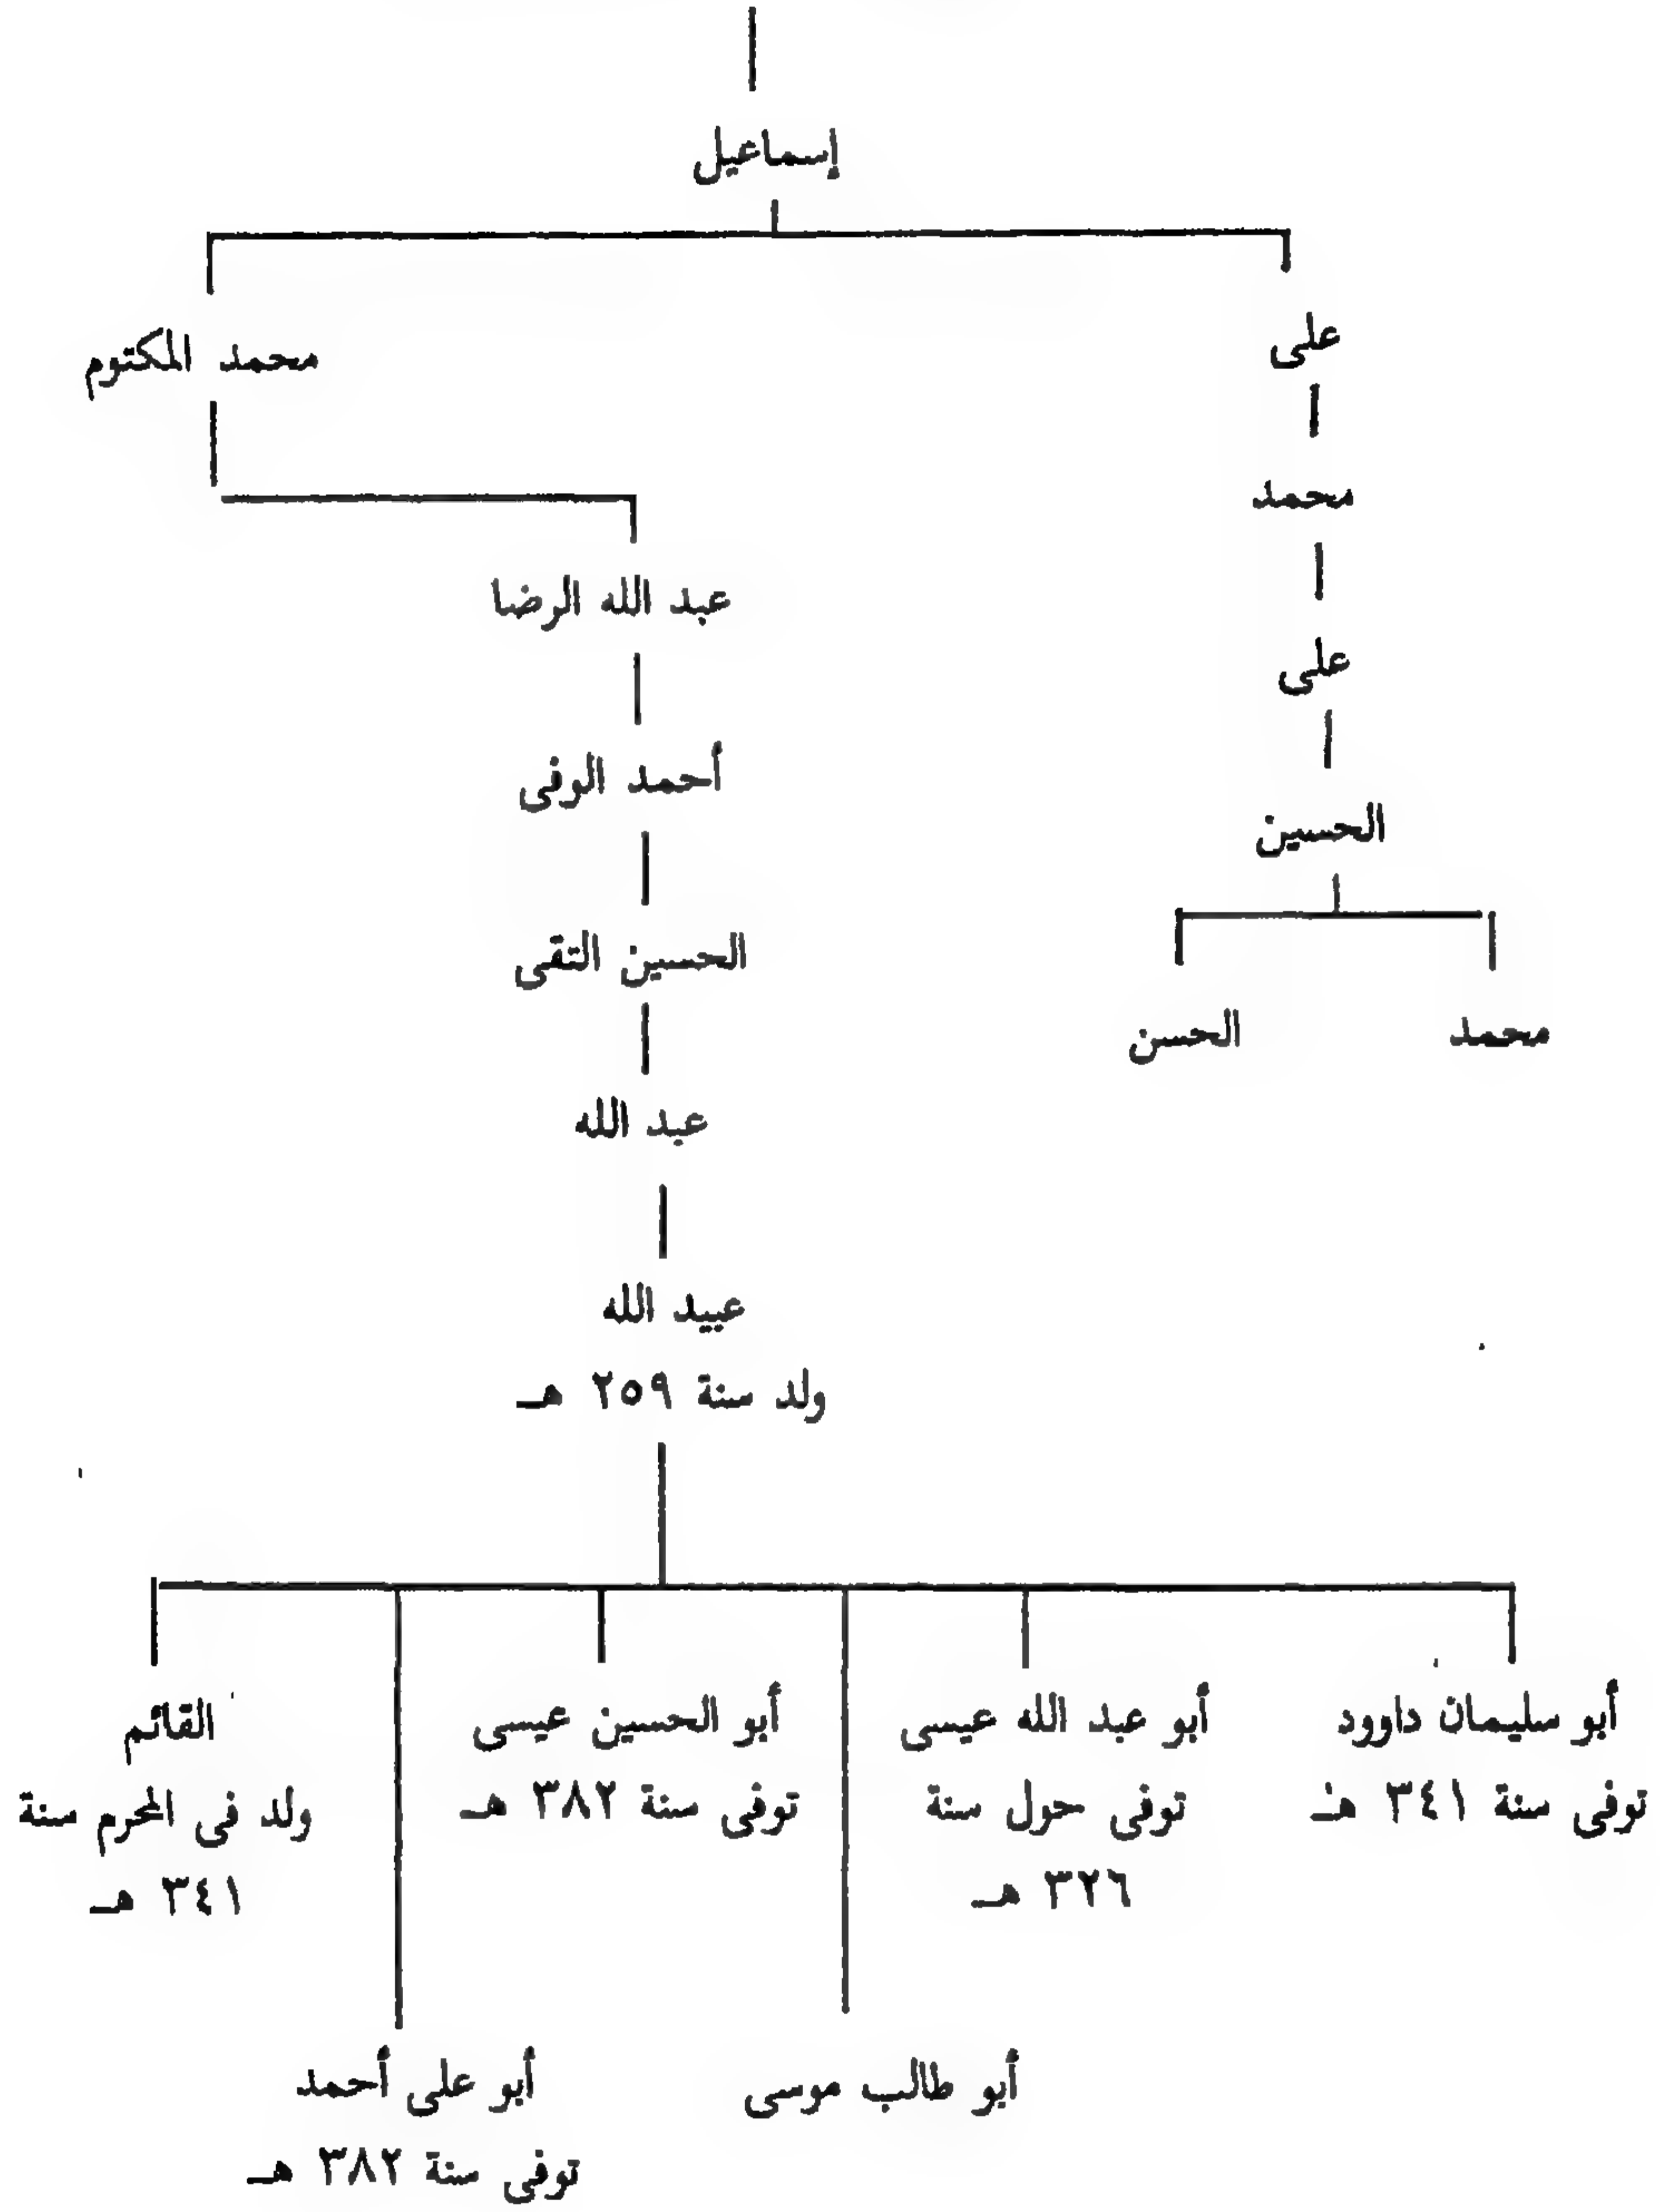 إسماعيل
على
محمد المكتوم
محمد
عبد الله الرضا
على
أحمد الوفى
الحسين
الحسين التقى
محمد
الحسن
عبد الله
عبيد الله
ولد سنة ٢٥٩ هـ
أبو سليمان داوود
توفى سنة ٣٤١ هـ
أبو عبد الله عيسى
توفى حول سنة
٣٢٦ هـ
أبو الحسين عيسى
توفى سنة ٣٨٢ هـ
القائم
ولد فى المحرم سنة
٣٤١ هـ
أبو طالب موسى
أبو على أحمد
توفى سنة ٣٨٢ هـ